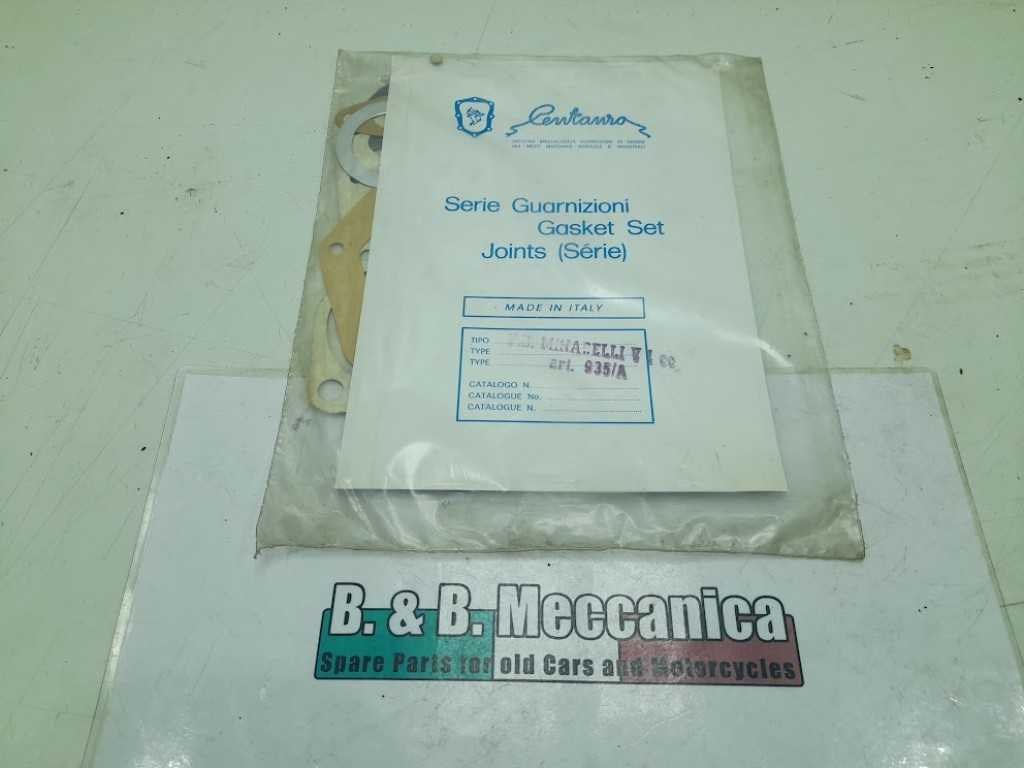 Centauro
Serie Guarnizioni
Gasket Set
Joints (Série)
MADE IN ITALY
TIPO
TYPE
TYPE
MINARELLI
art. 935/A
CATALOGO N.
CATALOGUE No.
CATALOGUE N.
B. & B. Meccanica
Spare Parts for old Cars and Motorcycles